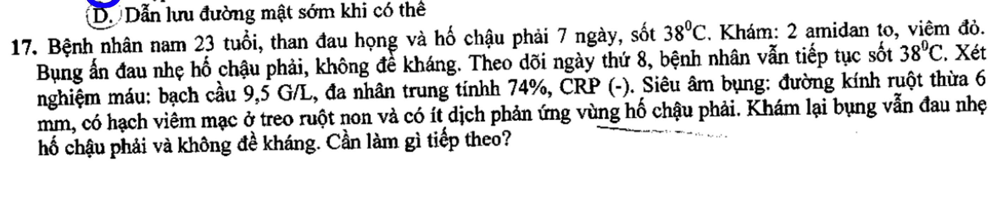 D. Dẫn lưu đường mật sớm khi có thể
17. Bệnh nhân nam 23 tuổi, than đau họng và hố chậu phải 7 ngày, sốt 38⁰C. Khám: 2 amidan to, viêm đỏ.
Bụng ấn đau nhẹ hố chậu phải, không đề kháng. Theo dõi ngày thứ 8, bệnh nhân vẫn tiếp tục sốt 38⁰C. Xét
nghiệm máu: bạch cầu 9,5 G/L, đa nhân trung tínhh 74%, CRP (-). Siêu âm bụng: đường kính ruột thừa 6
mm, có hạch viêm mạc ở treo ruột non và có ít dịch phản ứng vùng hố chậu phải. Khám lại bụng vẫn đau nhẹ
hố chậu phải và không đề kháng. Cần làm gì tiếp theo?